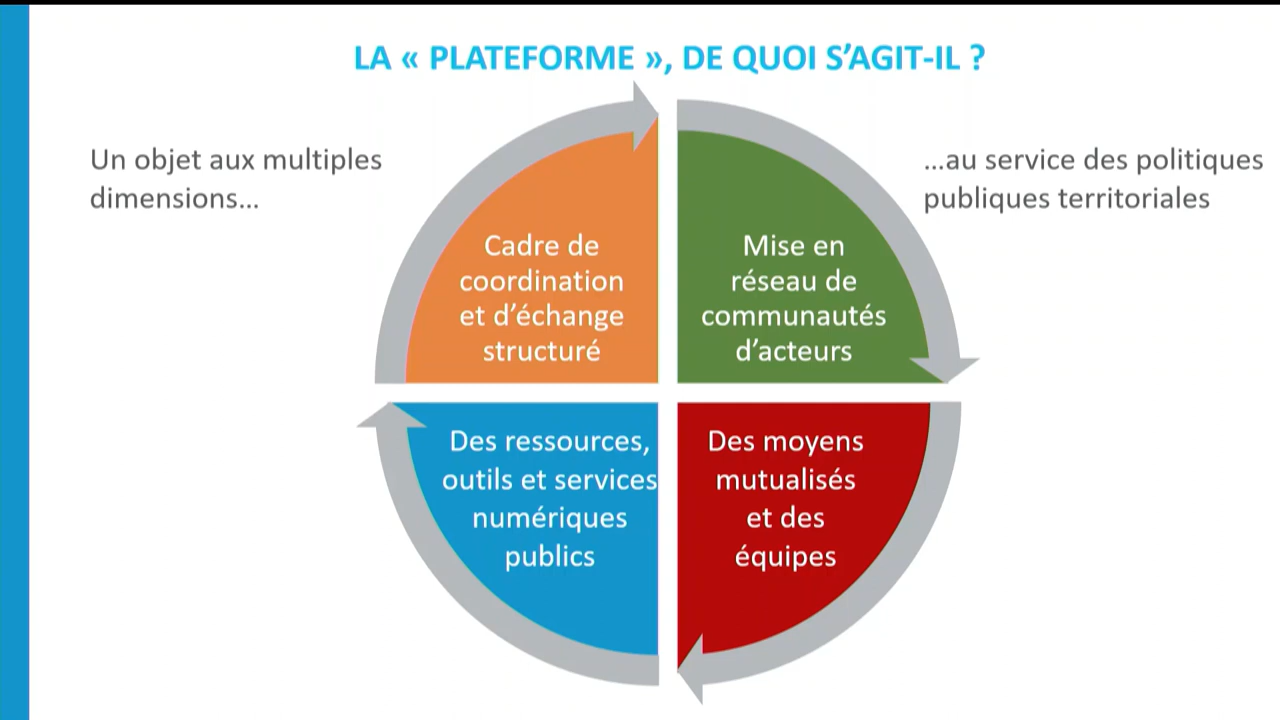 LA « PLATEFORME », DE QUOI S’AGIT-IL ?
Un objet aux multiples
dimensions…
…au service des politiques
publiques territoriales
Cadre de
coordination
et d’échange
structuré
Mise en
réseau de
communautés
d’acteurs
Des ressources,
outils et services
numériques
publics
Des moyens
mutualisés
et des
équipes